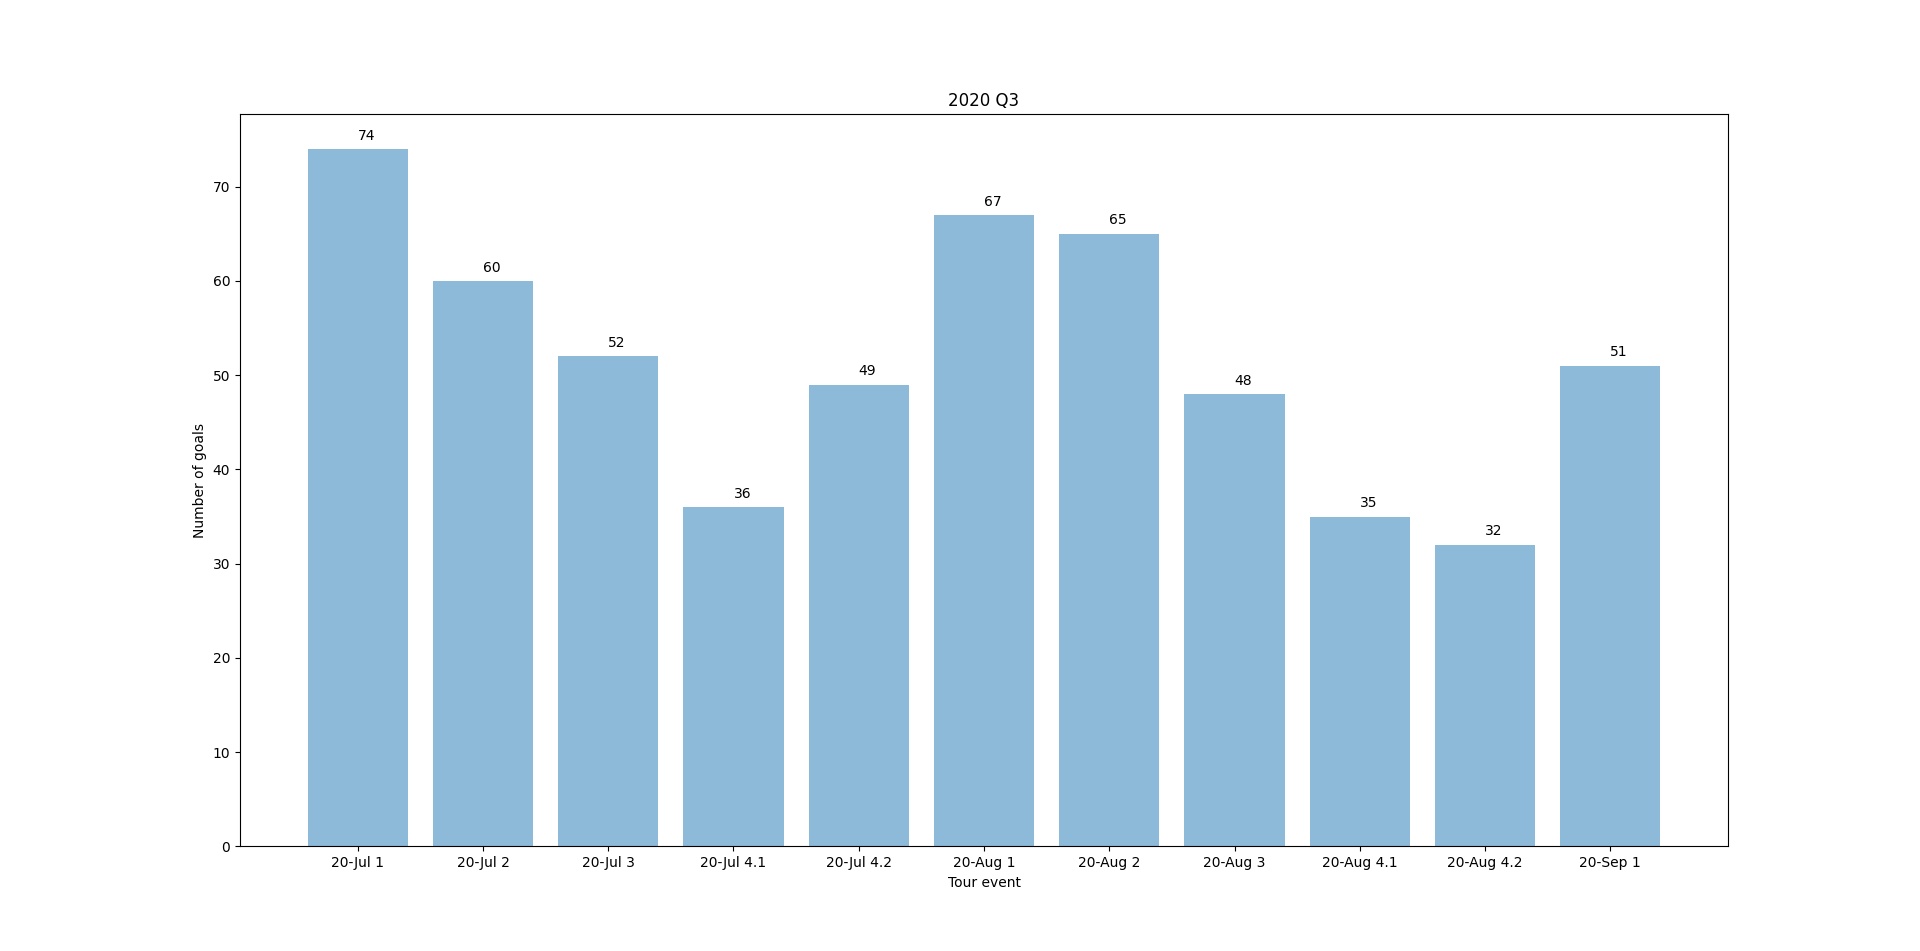 2020 Q3
74
60
52
36
49
67
65
48
35
32
51
70
60
50
40
30
20
10
0
Number of goals
20-Jul 1
20-Jul 2
20-Jul 3
20-Jul 4.1
20-Jul 4.2
20-Aug 1
20-Aug 2
20-Aug 3
20-Aug 4.1
20-Aug 4.2
20-Sep 1
Tour event